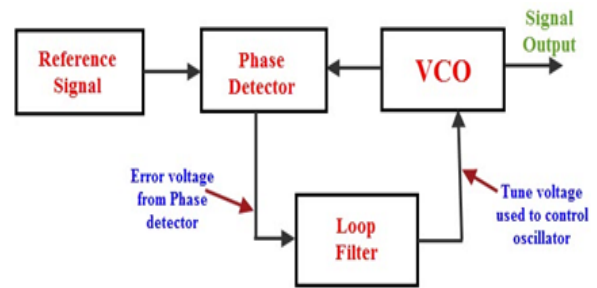 Reference
Signal
Phase
Detector
VCO
Signal
Output
Error voltage
from Phase
detector
Loop
Filter
Tune voltage
used to control
oscillator